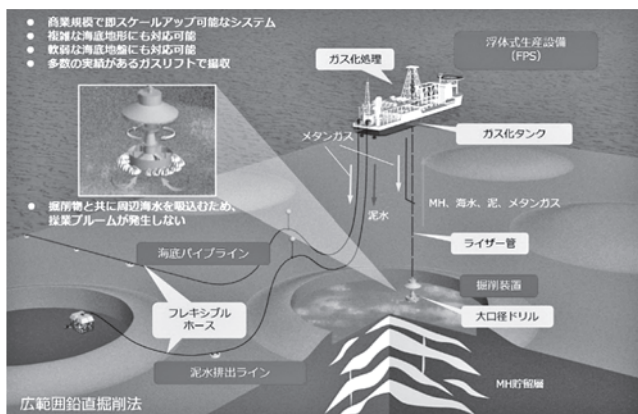 ● 商業規模で即スケールアップ可能なシステム
● 複雑な海底地形にも対応可能
● 軟弱な海底地盤にも対応可能
● 多数の実績があるガスリフトで揚収
浮体式生産設備
(FPS)
ガス化処理
ガス化タンク
メタンガス
● 掘削物と共に周辺海水を吸込むため、
操業プルームが発生しない
泥水
MH、海水、泥、メタンガス
海底パイプライン
ライザー管
掘削装置
フレキシブル
ホース
大口径ドリル
泥水排出ライン
MH貯留層
広範囲鉛直掘削法